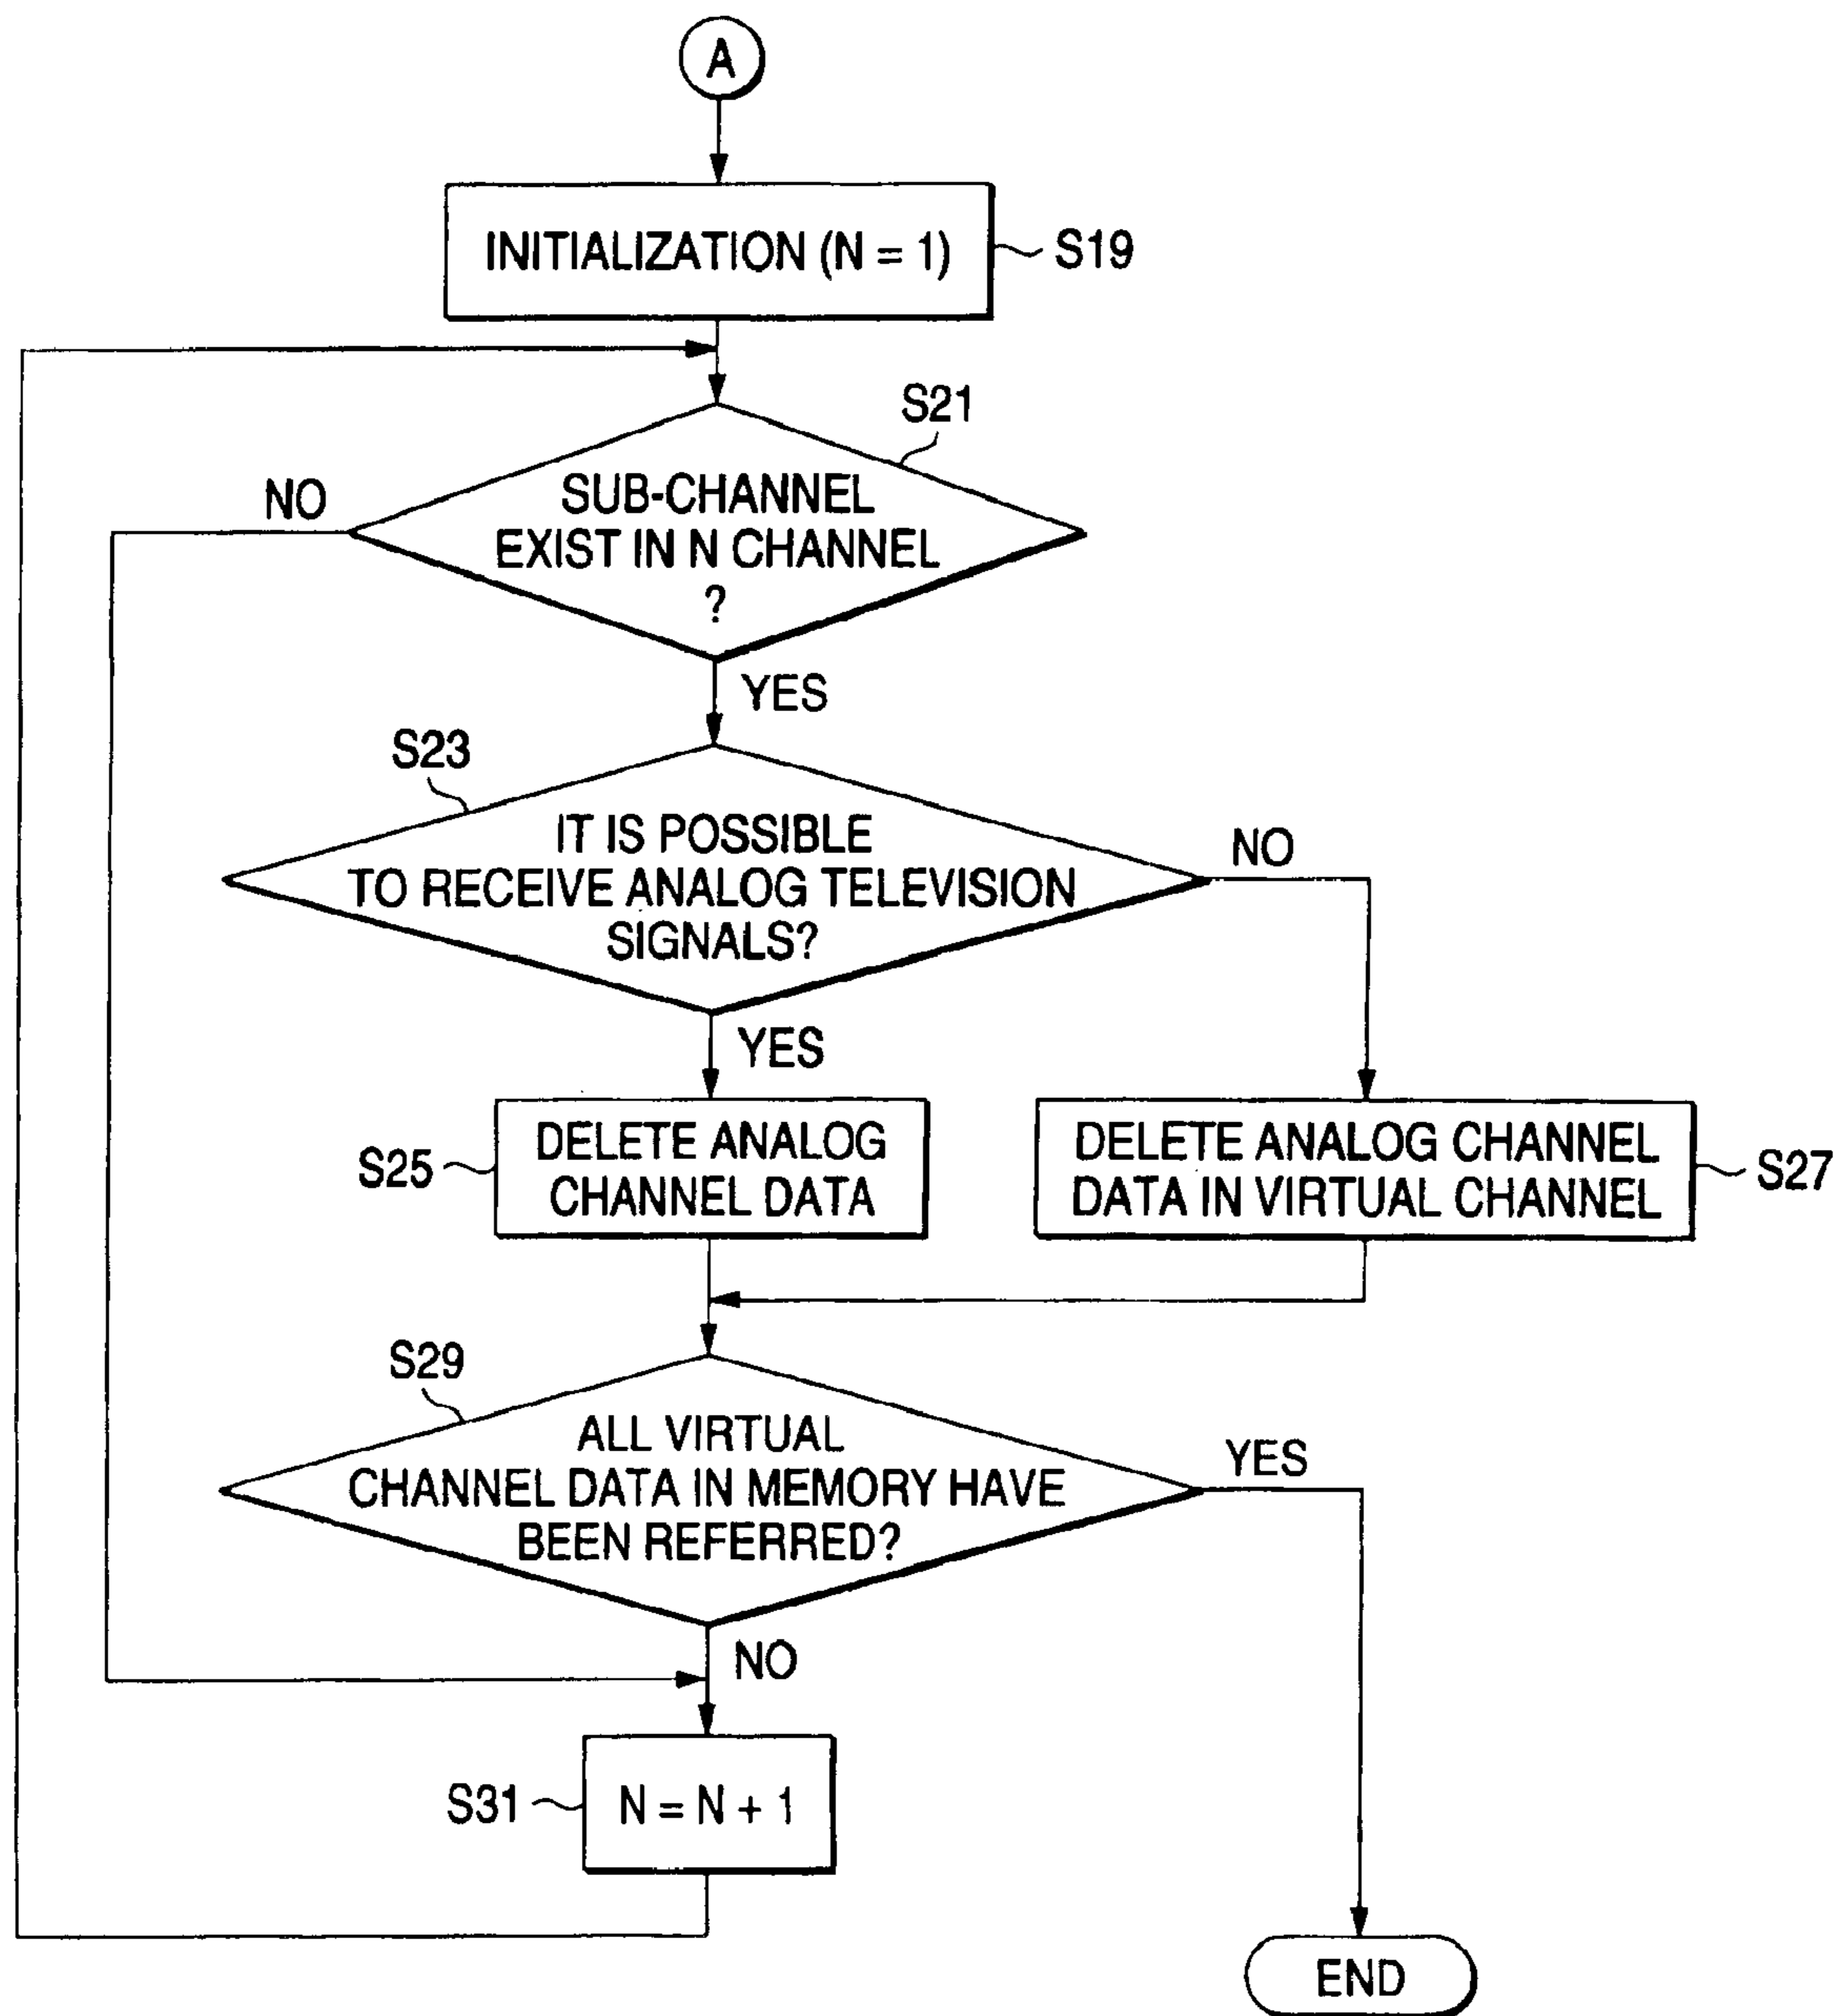 A
INITIALIZATION (N = 1)
S19
S21
SUB-CHANNEL
EXIST IN N CHANNEL
?
NO
YES
S23
IT IS POSSIBLE
TO RECEIVE ANALOG TELEVISION
SIGNALS?
NO
YES
S25
DELETE ANALOG
CHANNEL DATA
DELETE ANALOG CHANNEL
DATA IN VIRTUAL CHANNEL
S27
S29
ALL VIRTUAL
CHANNEL DATA IN MEMORY HAVE
BEEN REFERRED?
YES
NO
S31
N = N + 1
END